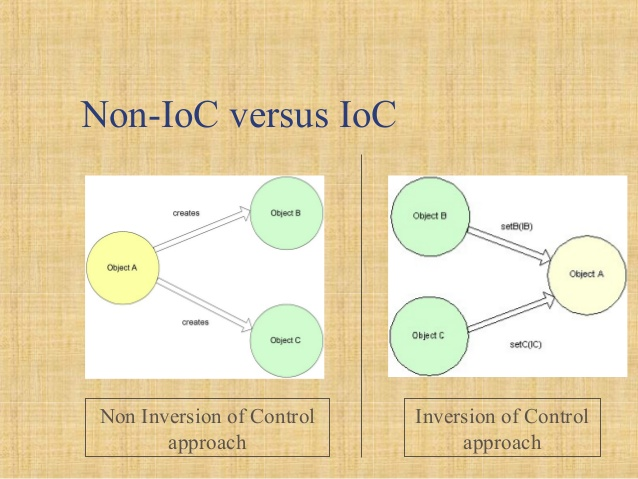 Non-IoC versus IoC
creates
Object B
Object A
creates
Object C
Object B
setB(IB)
Object A
Object C
setC(IC)
Non Inversion of Control
approach
Inversion of Control
approach